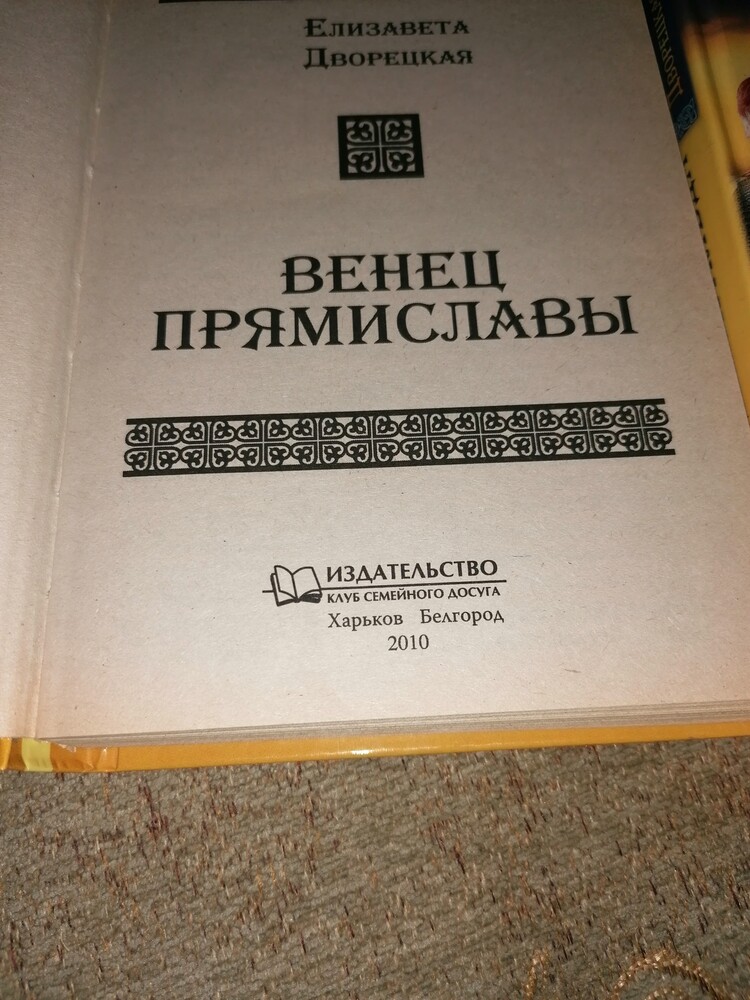 Елизавета
Дворецкая
ВЕНЕЦ
ПРЯМИСЛАВЫ
ИЗДАТЕЛЬСТВО
КЛУБ СЕМЕЙНОГО ДОСУГА
Харьков Белгород
2010